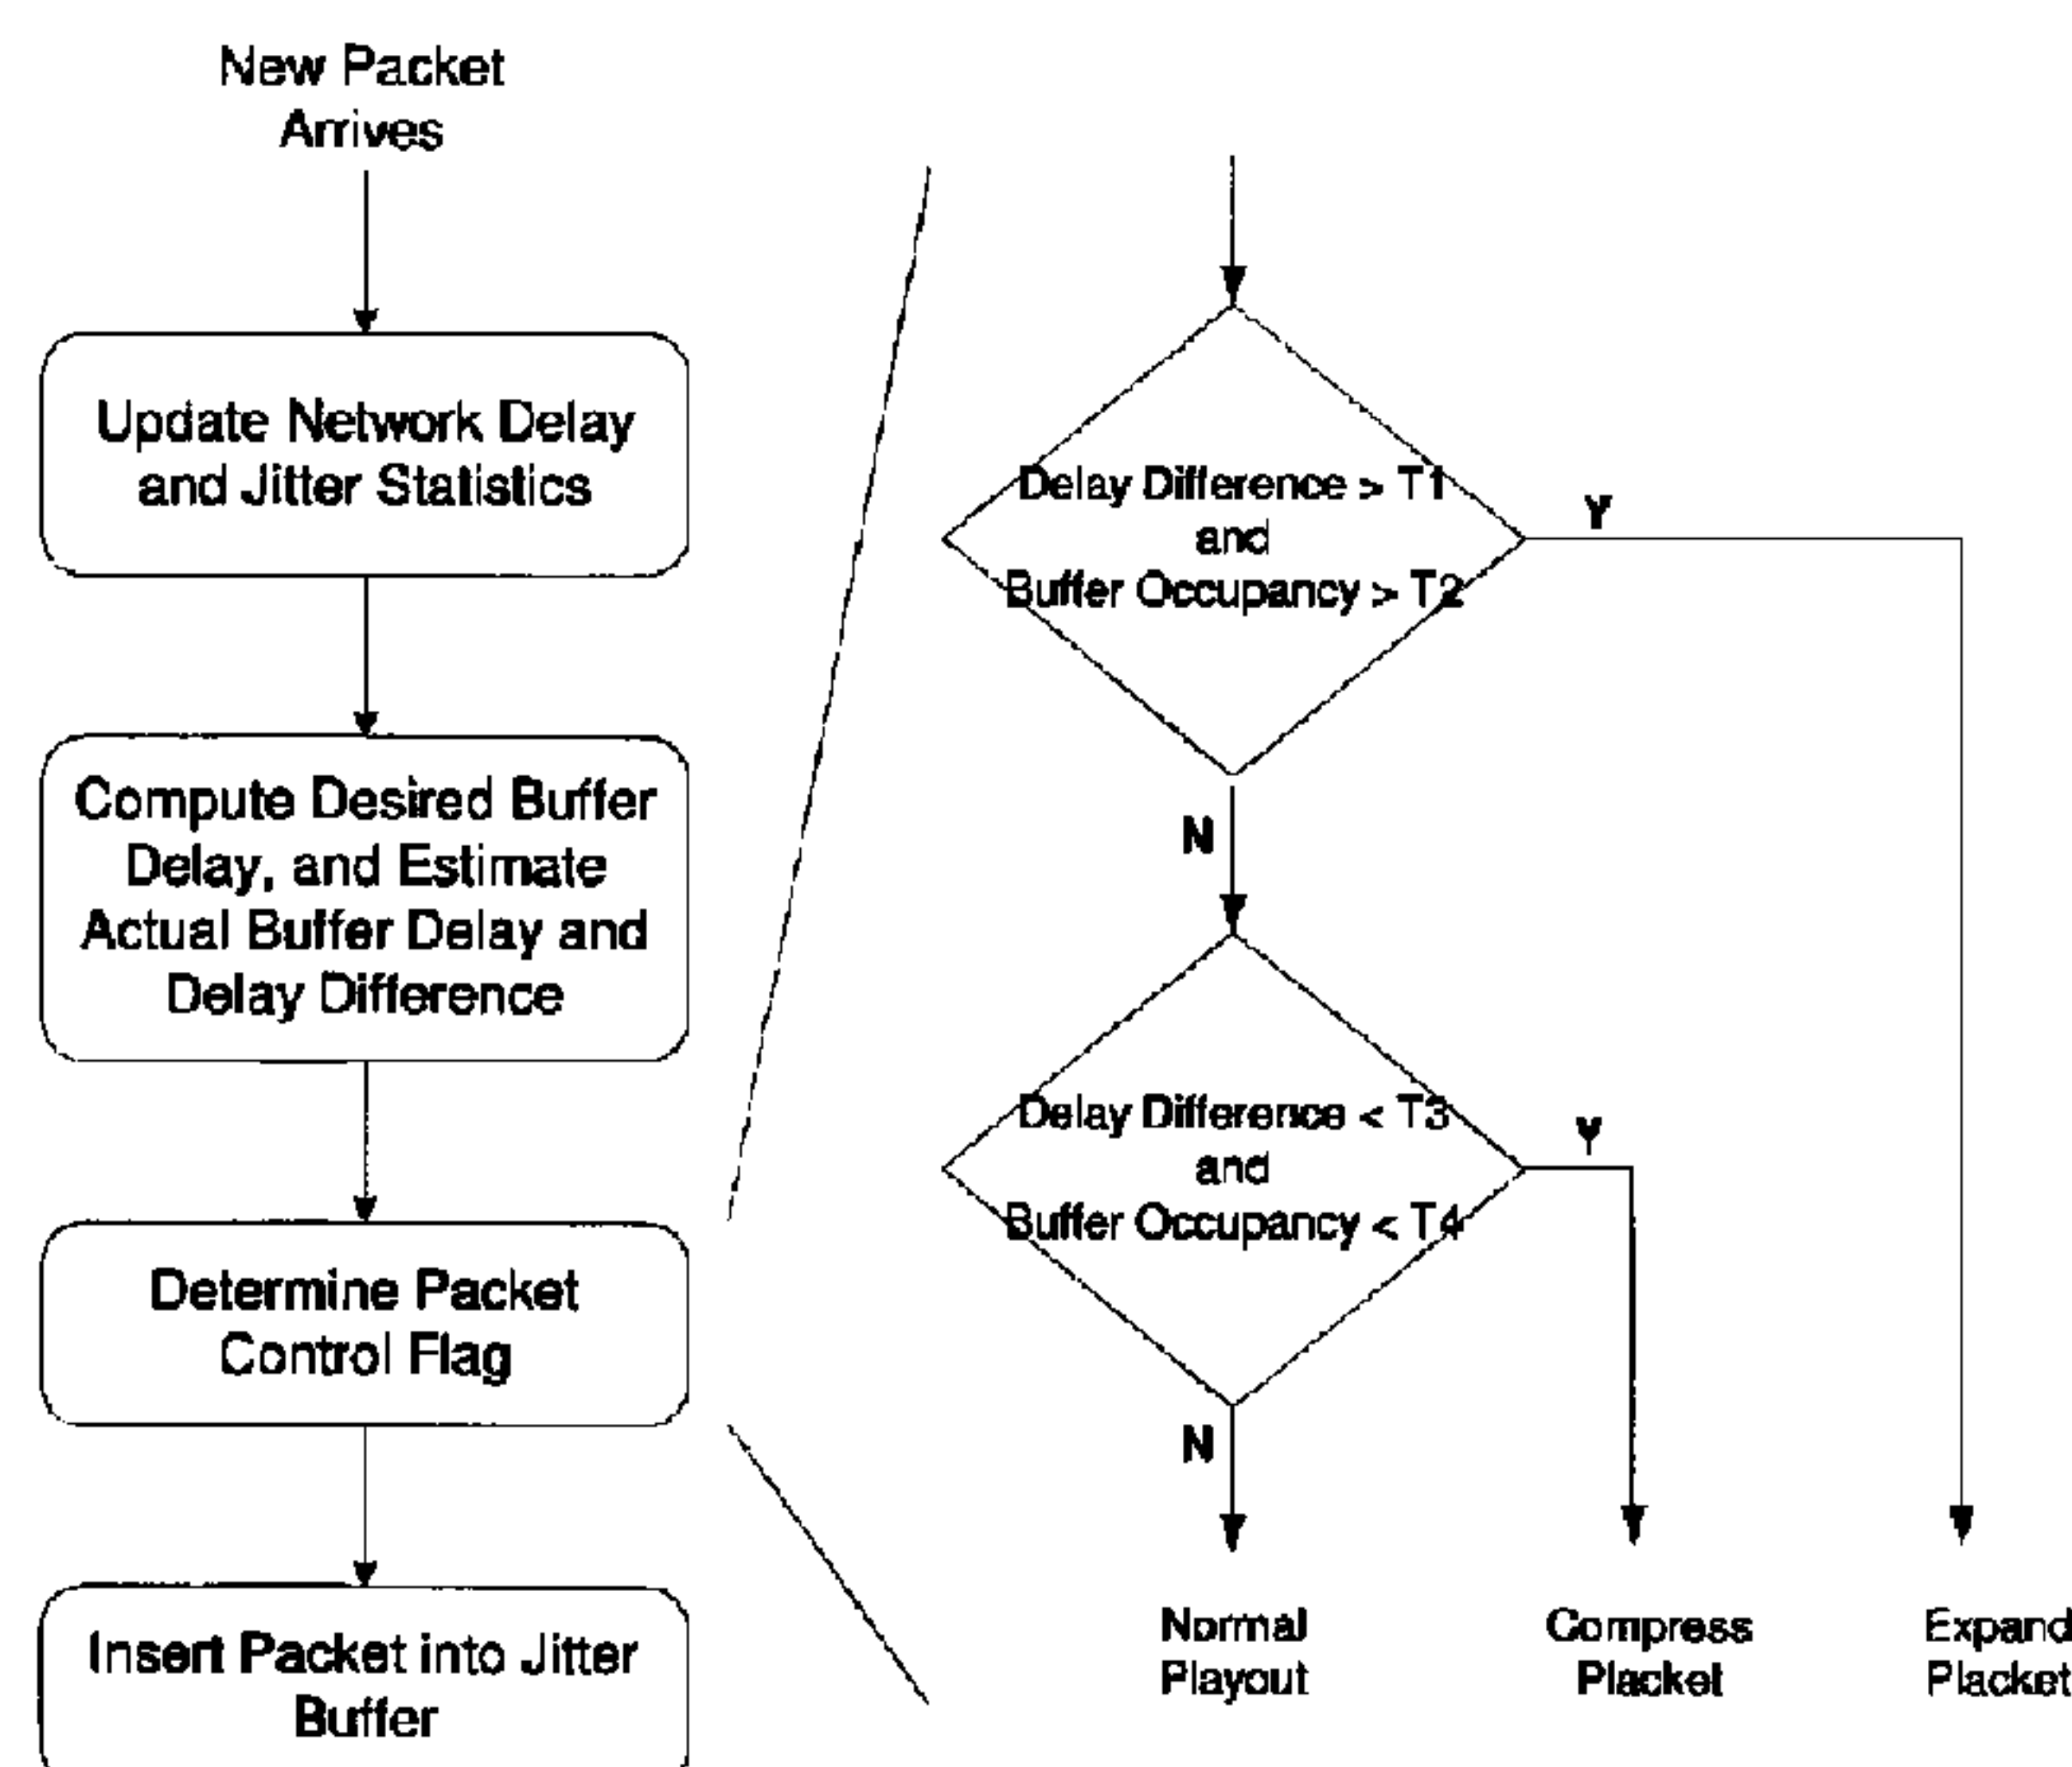 New Packet
Arrives
Update Network Delay
and Jitter Statistics
Compute Desired Buffer
Delay, and Estimate
Actual Buffer Delay and
Delay Difference
Determine Packet
Control Flag
Insert Packet into Jitter
Buffer
Delay Difference > T1
and
Buffer Occupancy > T2
Y
N
Delay Difference < T3
and
Buffer Occupancy < T4
Y
N
Normal
Playout
Compress
Placket
Expand
Placket